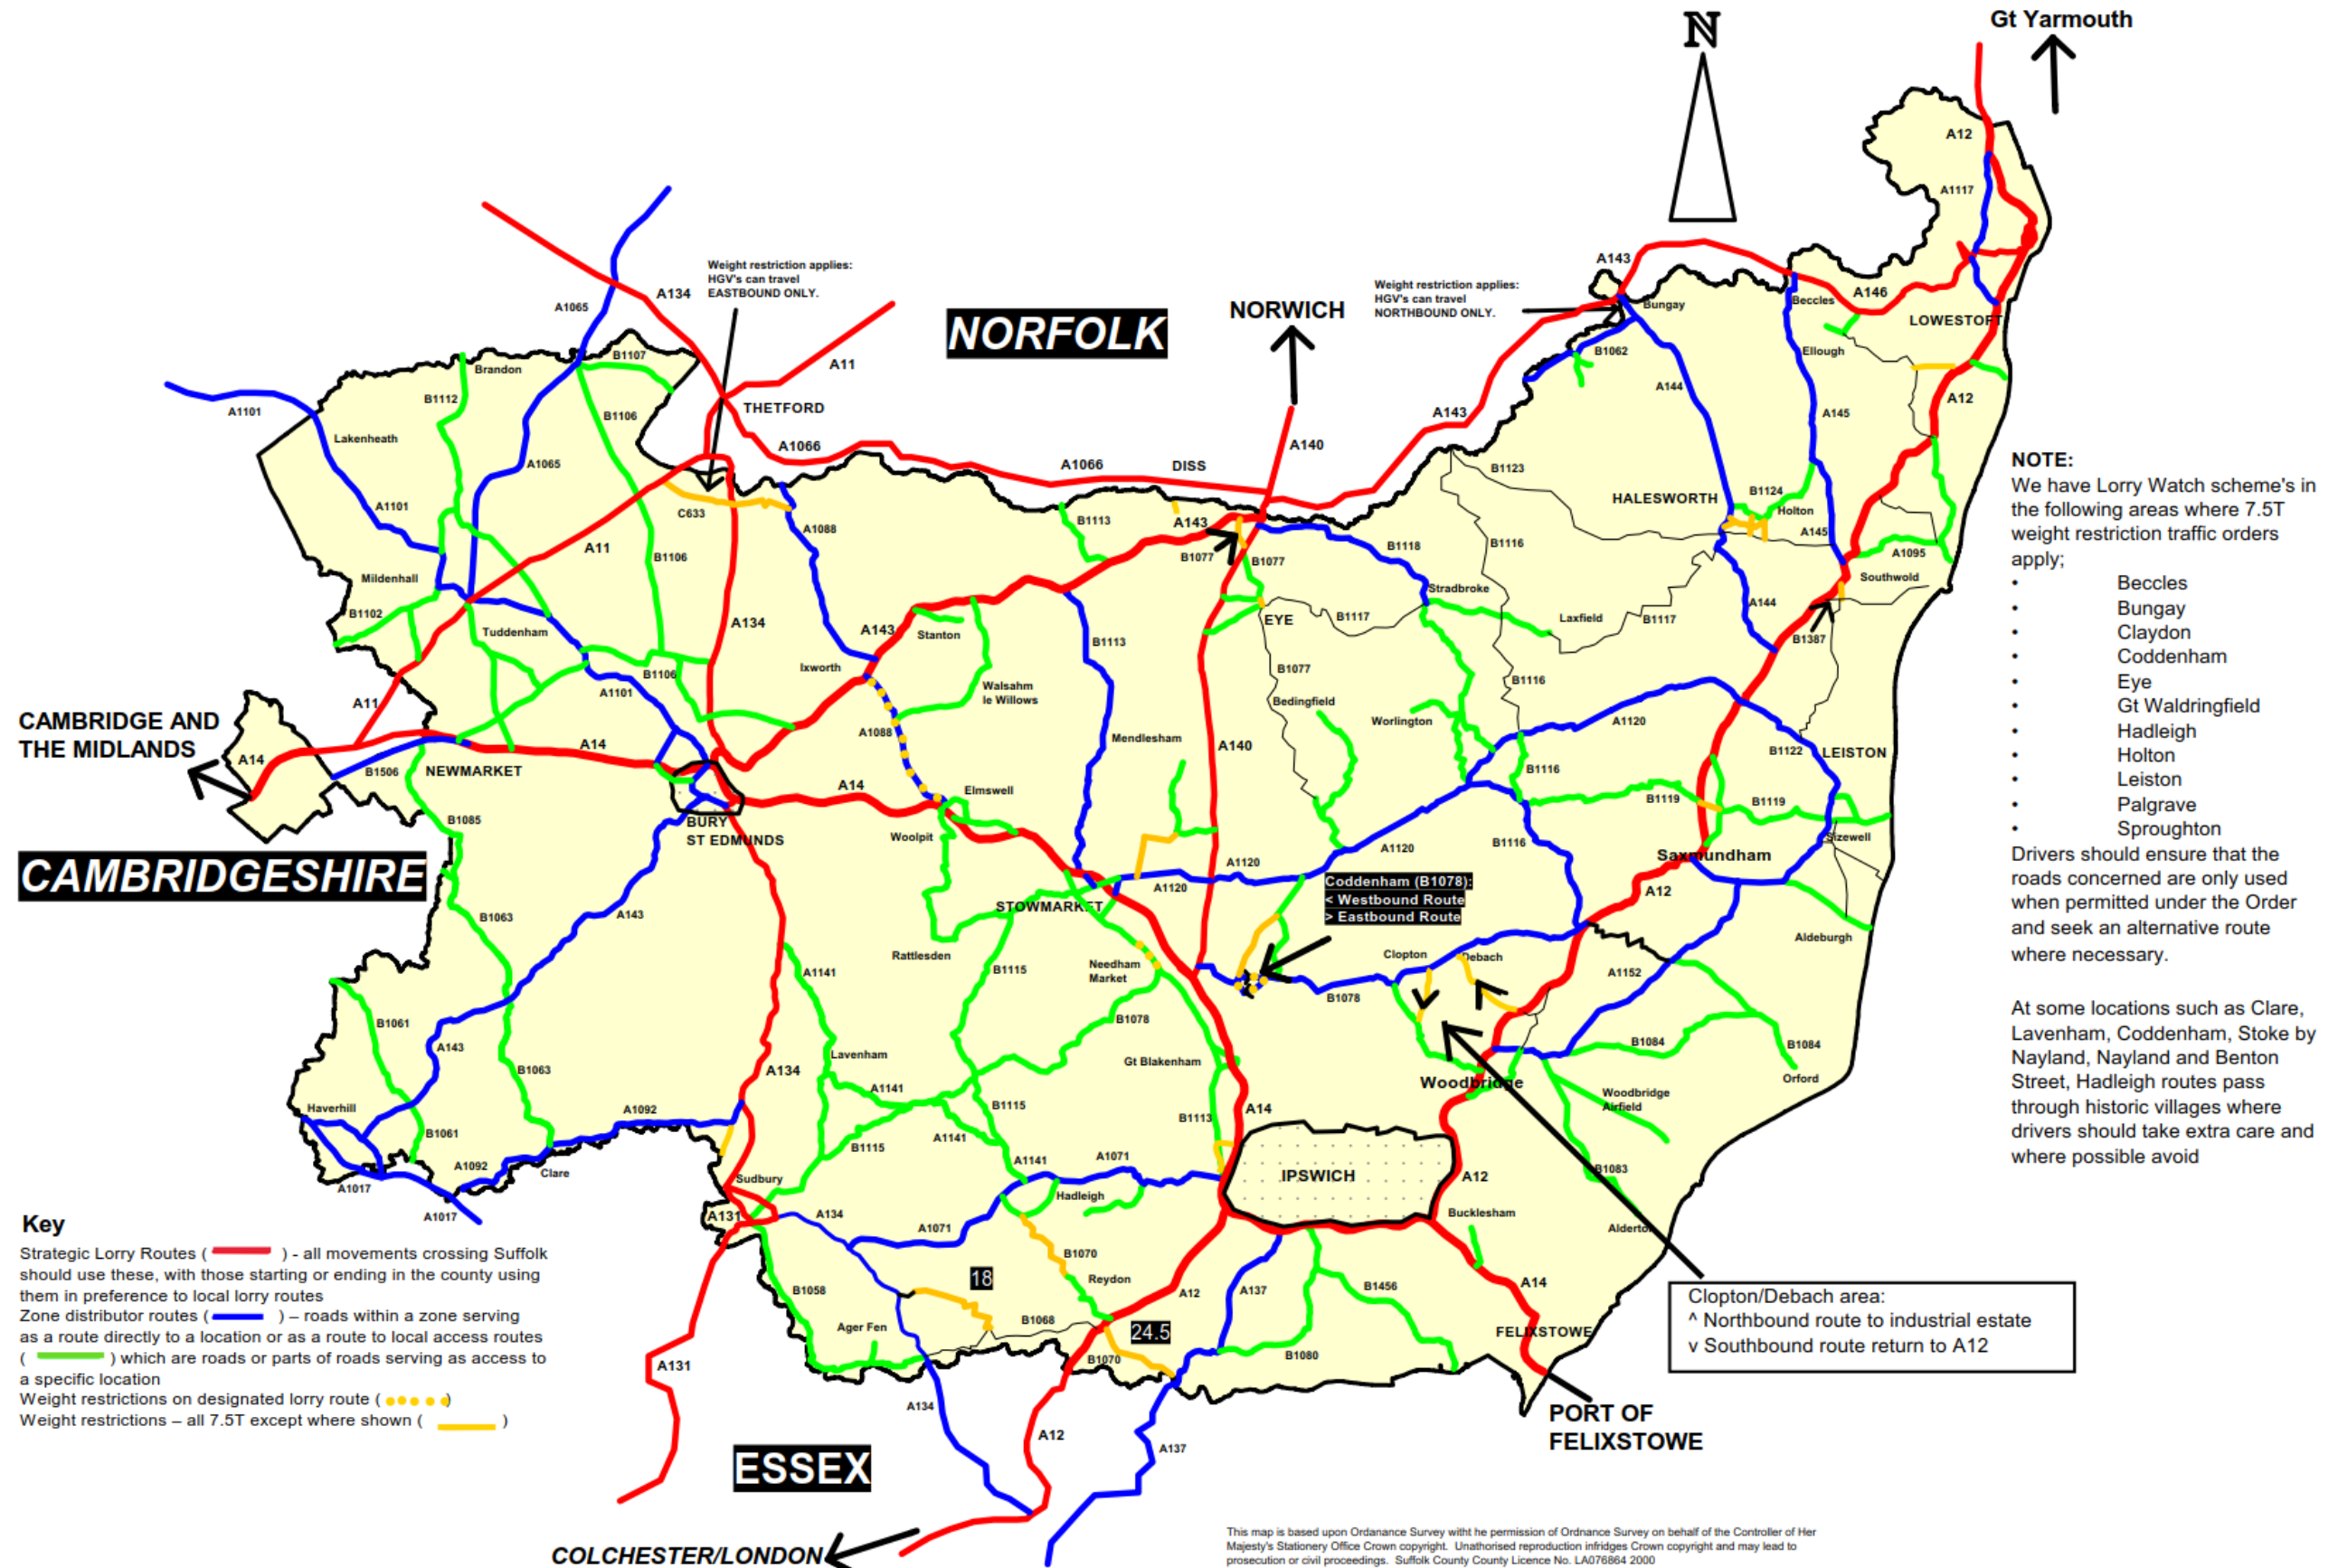 N
Gt Yarmouth
A12
A1117
A143
Weight restriction applies:
HGV's can travel
EASTBOUND ONLY.
A134
A1065
NORFOLK
NORWICH
Weight restriction applies:
HGV's can travel
NORTHBOUND ONLY.
Bungay
Beccles
A146
LOWESTOFT
B1107
Brandon
A11
B1062
Ellough
A144
A12
A1101
B1112
B1106
THETFORD
A143
A145
Lakenheath
A1066
A140
A1065
A1066
DISS
B1123
HALESWORTH
B1124
Holton
A1101
C633
A1088
B1113
A143
B1077
B1077
B1118
B1116
A145
A1095
A11
B1106
Mildenhall
Southwold
Stradbroke
B1102
Tuddenham
A134
A143
Stanton
EYE
B1117
Laxfield
B1117
A144
B1387
B1113
Ixworth
B1106
A1101
Walsahm
le Willows
B1077
Bedingfield
B1116
A11
CAMBRIDGE AND
THE MIDLANDS
A14
A14
A1088
Mendlesham
A140
Worlington
A1120
B1122
LEISTON
B1506
NEWMARKET
A14
Elmswell
B1116
B1119
B1119
B1085
BURY
ST EDMUNDS
Woolpit
Sizewell
B1116
A1120
Saxmundham
CAMBRIDGESHIRE
A1120
A1120
Coddenham (B1078):
< Westbound Route
> Eastbound Route
A12
STOWMARKET
B1063
A143
Aldeburgh
Rattlesden
B1115
Needham
Market
Clopton
Debach
A1141
A1152
B1078
B1061
B1078
A143
Lavenham
Gt Blakenham
B1084
B1084
B1063
A134
Orford
A1141
Woodbridge
Woodbridge
Airfield
Haverhill
A1092
B1115
B1113
A14
B1061
A1141
B1115
A1092
Clare
A1141
A1071
A1017
Sudbury
IPSWICH
A12
B1083
Hadleigh
A1017
A131
A134
A1071
Bucklesham
B1070
18
Reydon
B1058
A12
A137
B1456
A14
Ager Fen
B1068
24.5
FELIXSTOWE
B1070
B1080
A131
A134
A12
A137
ESSEX
PORT OF
FELIXSTOWE
COLCHESTER/LONDON
NOTE:
We have Lorry Watch scheme's in
the following areas where 7.5T
weight restriction traffic orders
apply;
• Beccles
• Bungay
• Claydon
• Coddenham
• Eye
• Gt Waldringfield
• Hadleigh
• Holton
• Leiston
• Palgrave
• Sproughton
Drivers should ensure that the
roads concerned are only used
when permitted under the Order
and seek an alternative route
where necessary.
At some locations such as Clare,
Lavenham, Coddenham, Stoke by
Nayland, Nayland and Benton
Street, Hadleigh routes pass
through historic villages where
drivers should take extra care and
where possible avoid
Clopton/Debach area:
^ Northbound route to industrial estate
v Southbound route return to A12
Key
Strategic Lorry Routes ( ) - all movements crossing Suffolk
should use these, with those starting or ending in the county using
them in preference to local lorry routes
Zone distributor routes ( ) – roads within a zone serving
as a route directly to a location or as a route to local access routes
( ) which are roads or parts of roads serving as access to
a specific location
Weight restrictions on designated lorry route ( )
Weight restrictions – all 7.5T except where shown ( )
This map is based upon Ordanance Survey witht he permission of Ordnance Survey on behalf of the Controller of Her
Majesty's Stationery Office Crown copyright. Unathorised reproduction infridges Crown copyright and may lead to
prosecution or civil proceedings. Suffolk County County Licence No. LA076864 2000